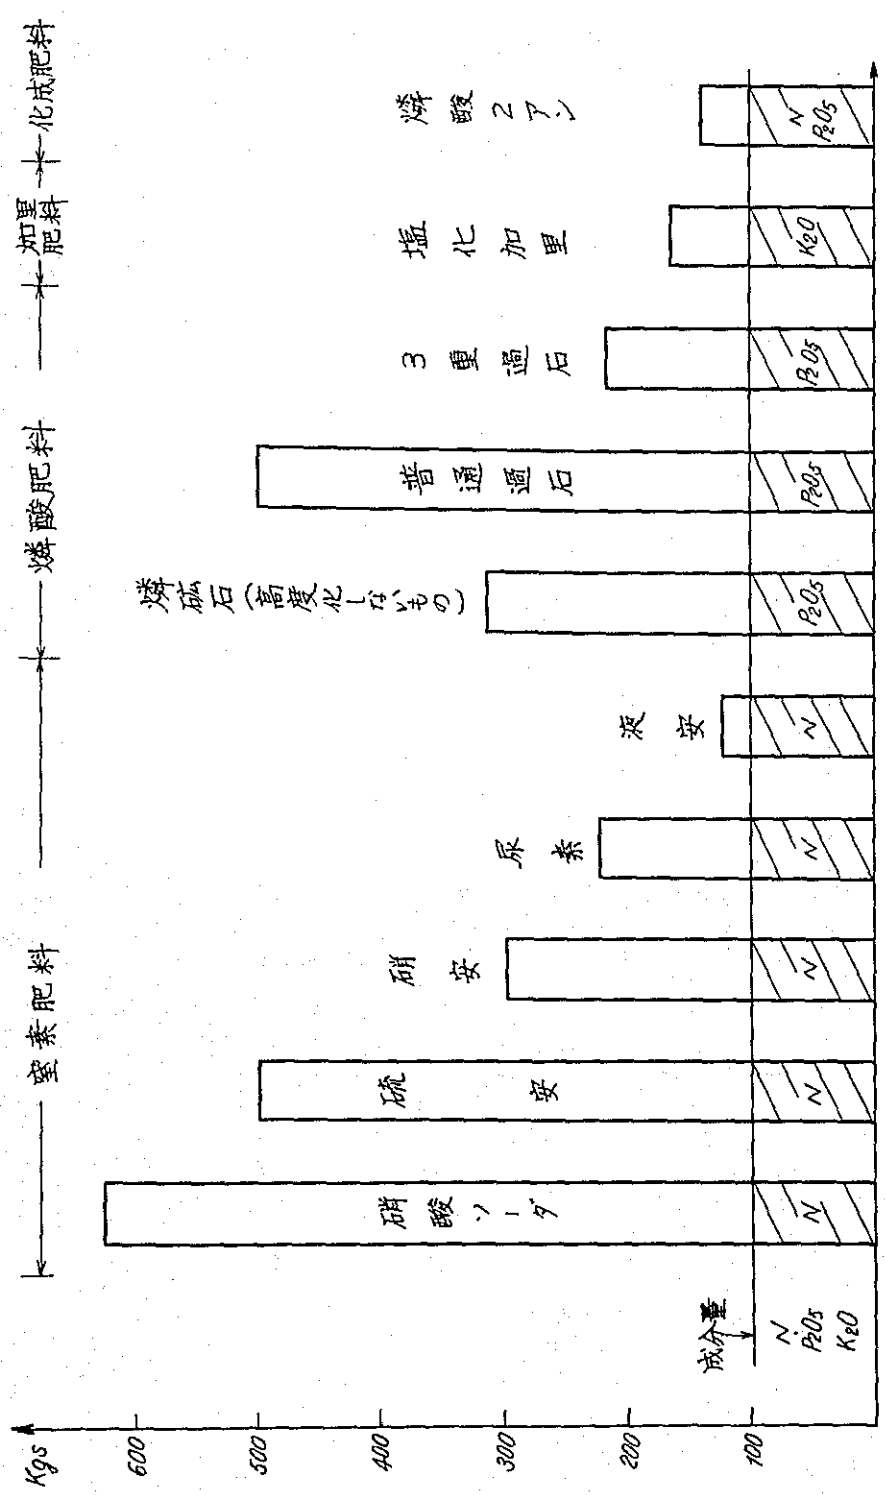 Kgs
600
500
400
300
200
100
成分量
N
P2O5
K2O
窒素肥料
燐酸肥料
加里
肥料
化成肥料
硝酸ソーダ
N
硫安
N
硝安
N
尿素
N
液安
N
燐砿石(高度化しないもの)
P2O5
普通過石
P2O5
3重過石
P2O5
塩化加里
K2O
燐酸2アン
N
P2O5